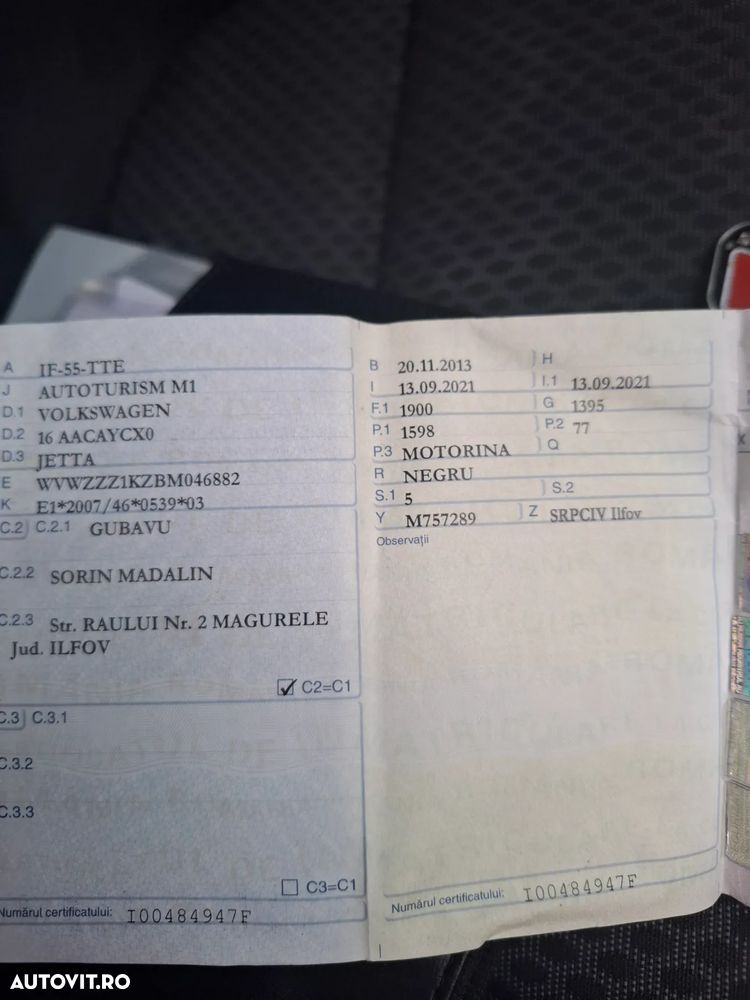 A IF-55-TTE
J AUTOTURISM M1
D.1 VOLKSWAGEN
D.2 16 AACAYCX0
D.3 JETTA
E WVWZZZ1KZBM046882
K E1*2007/46*0539*03
C.2 C.2.1 GUBAVU
C.2.2 SORIN MADALIN
C.2.3 Str. RAULUI Nr. 2 MAGURELE
Jud. ILFOV
C2=C1
C.3 C.3.1
C.3.2
C.3.3
C3=C1
Numărul certificatului: I00484947F
B 20.11.2013 H
I 13.09.2021 I.1 13.09.2021
F.1 1900 G 1395
P.1 1598 P.2 77
P.3 MOTORINA Q
R NEGRU
S.1 5 S.2
Y M757289 Z SRPCIV Ilfov
Observații
Numărul certificatului: I00484947F
AUTOVIT.RO